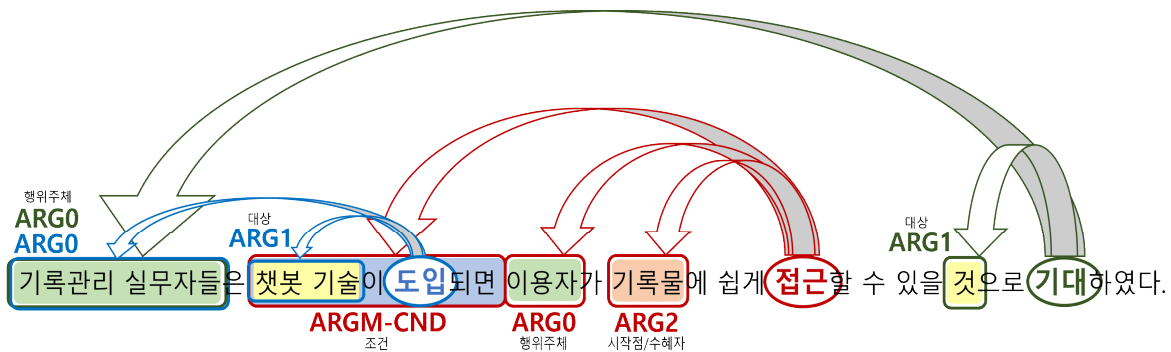 행위주체
ARG0
ARG0
대상
ARG1
대상
ARG1
기록관리 실무자들은 챗봇 기술이 도입되면 이용자가 기록물에 쉽게 접근할 수 있을 것으로 기대하였다.
ARGM-CND
조건
ARG0
행위주체
ARG2
시작점/수혜자